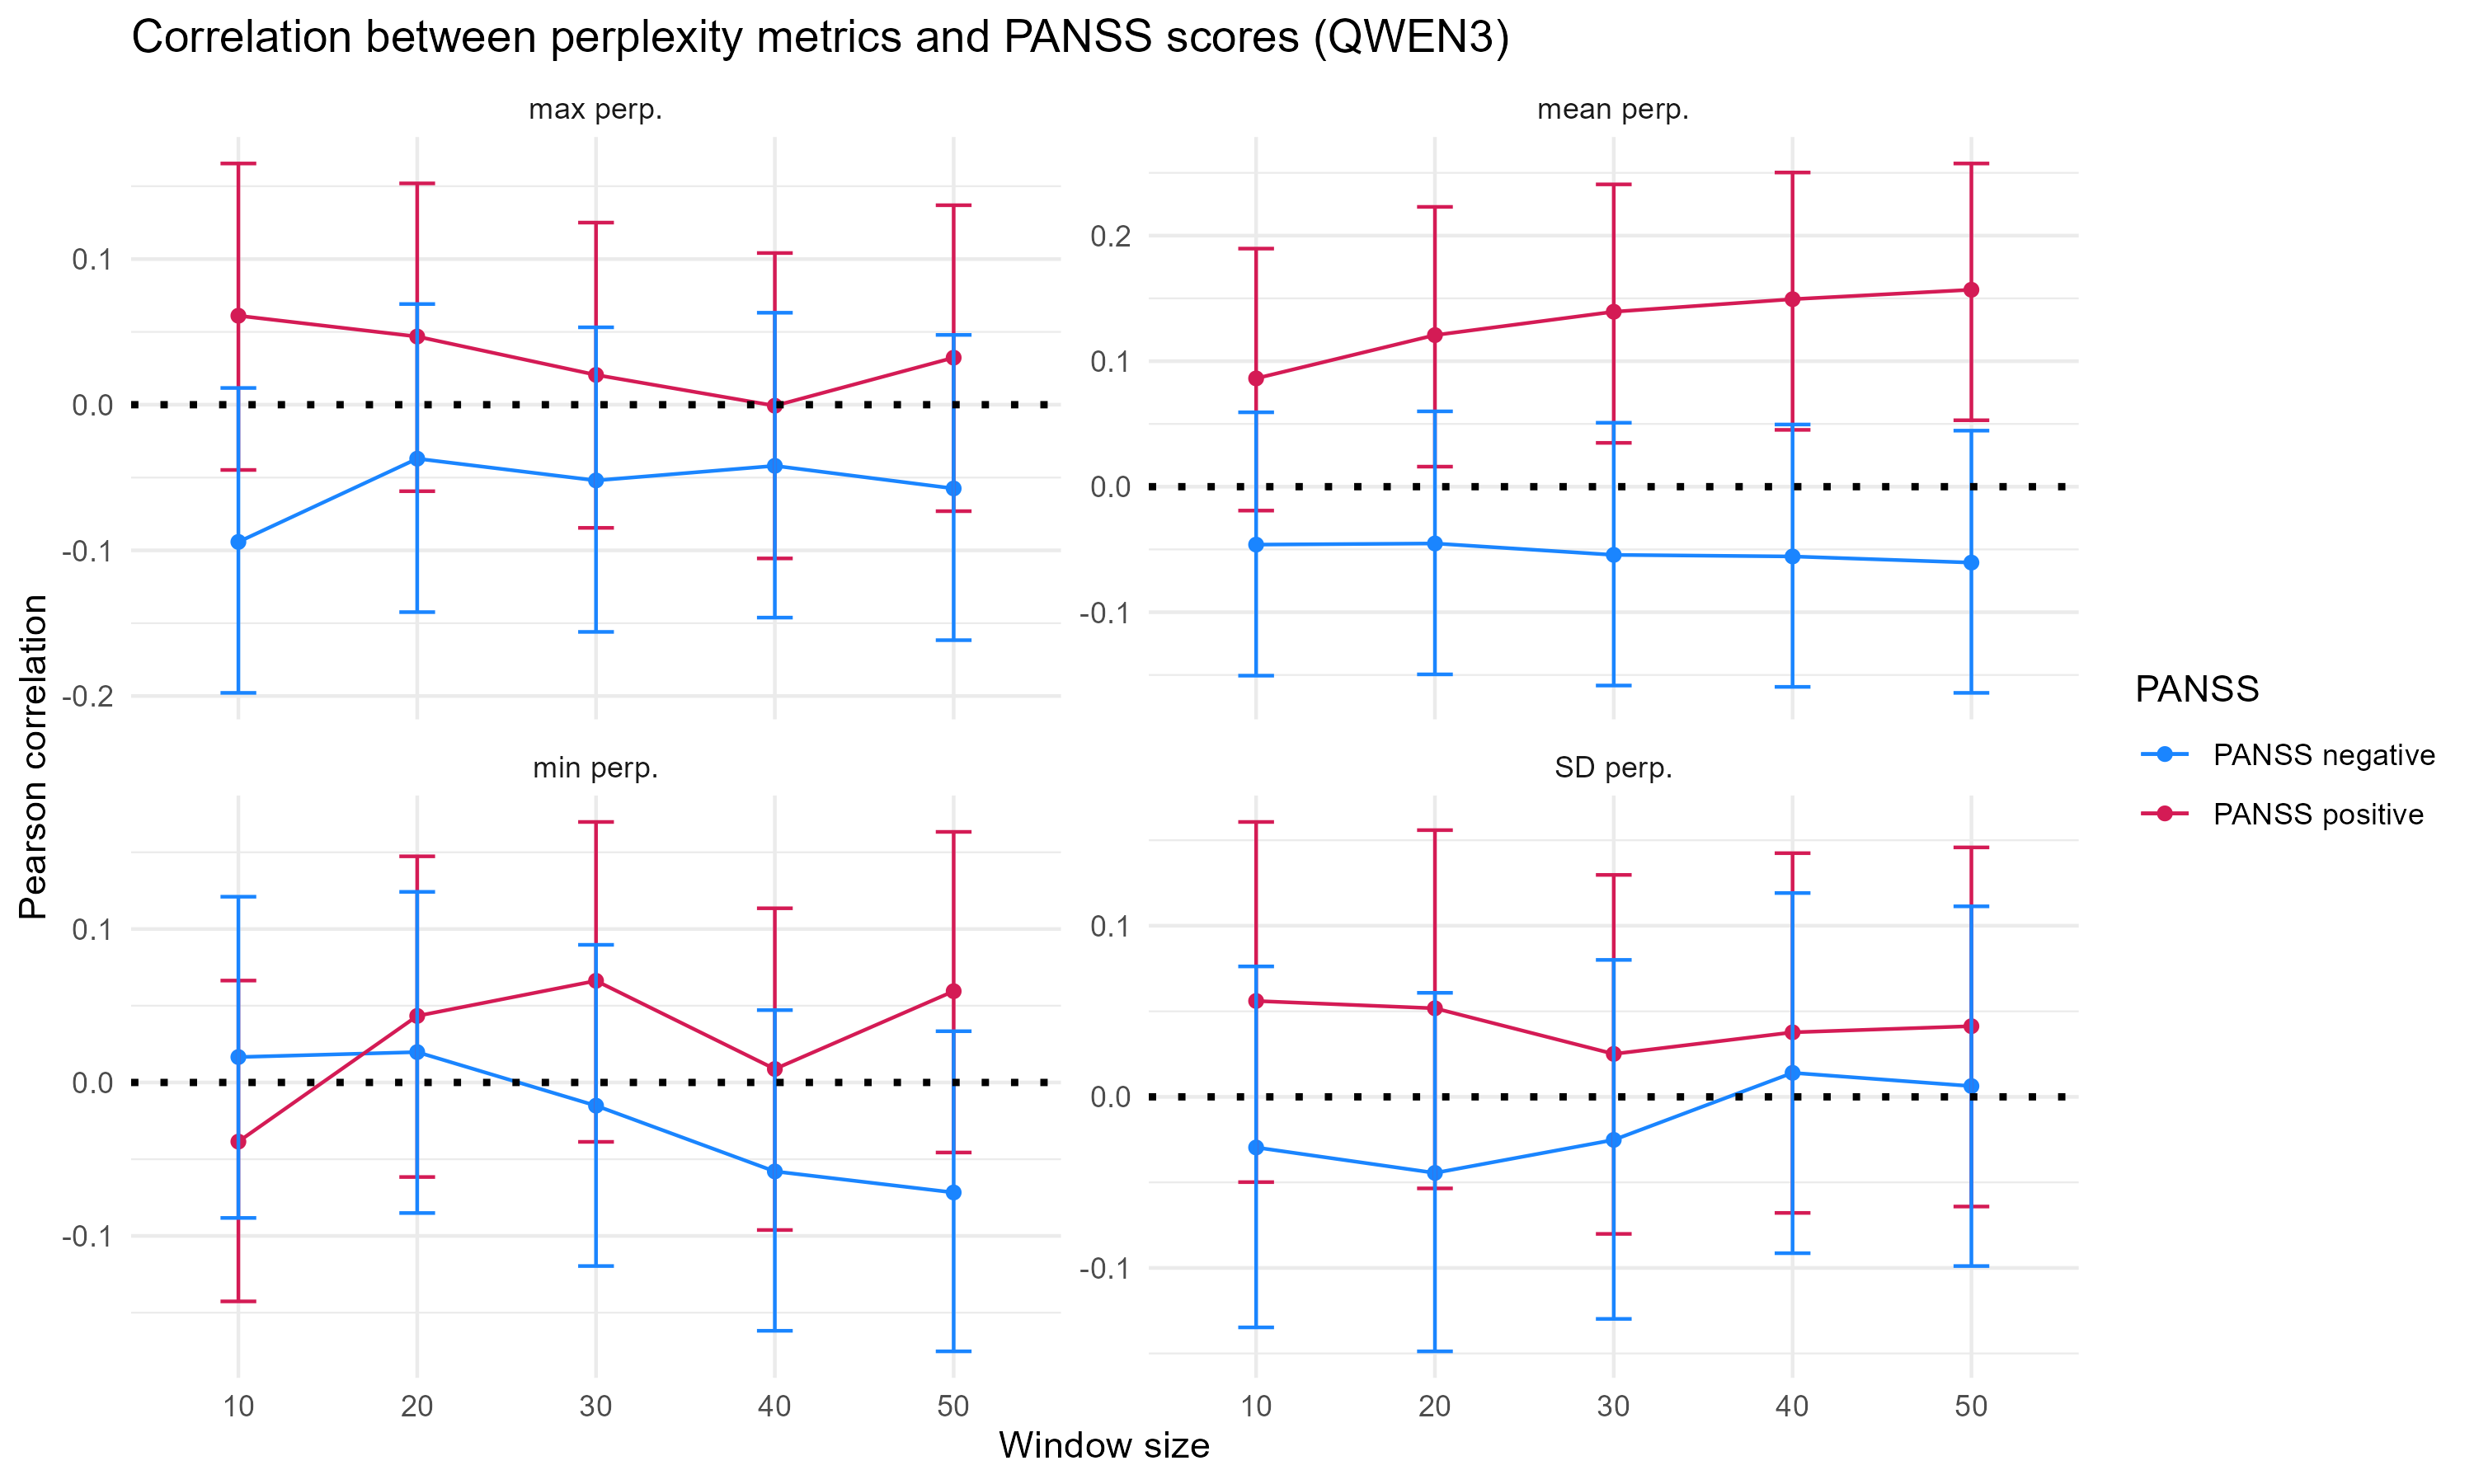 Correlation between perplexity metrics and PANSS scores (QWEN3)
max perp.
mean perp.
0.1
0.0
-0.1
-0.2
0.2
0.1
0.0
-0.1
min perp.
SD perp.
0.1
0.0
-0.1
0.1
0.0
-0.1
10 20 30 40 50
10 20 30 40 50
Pearson correlation
Window size
PANSS
PANSS negative
PANSS positive